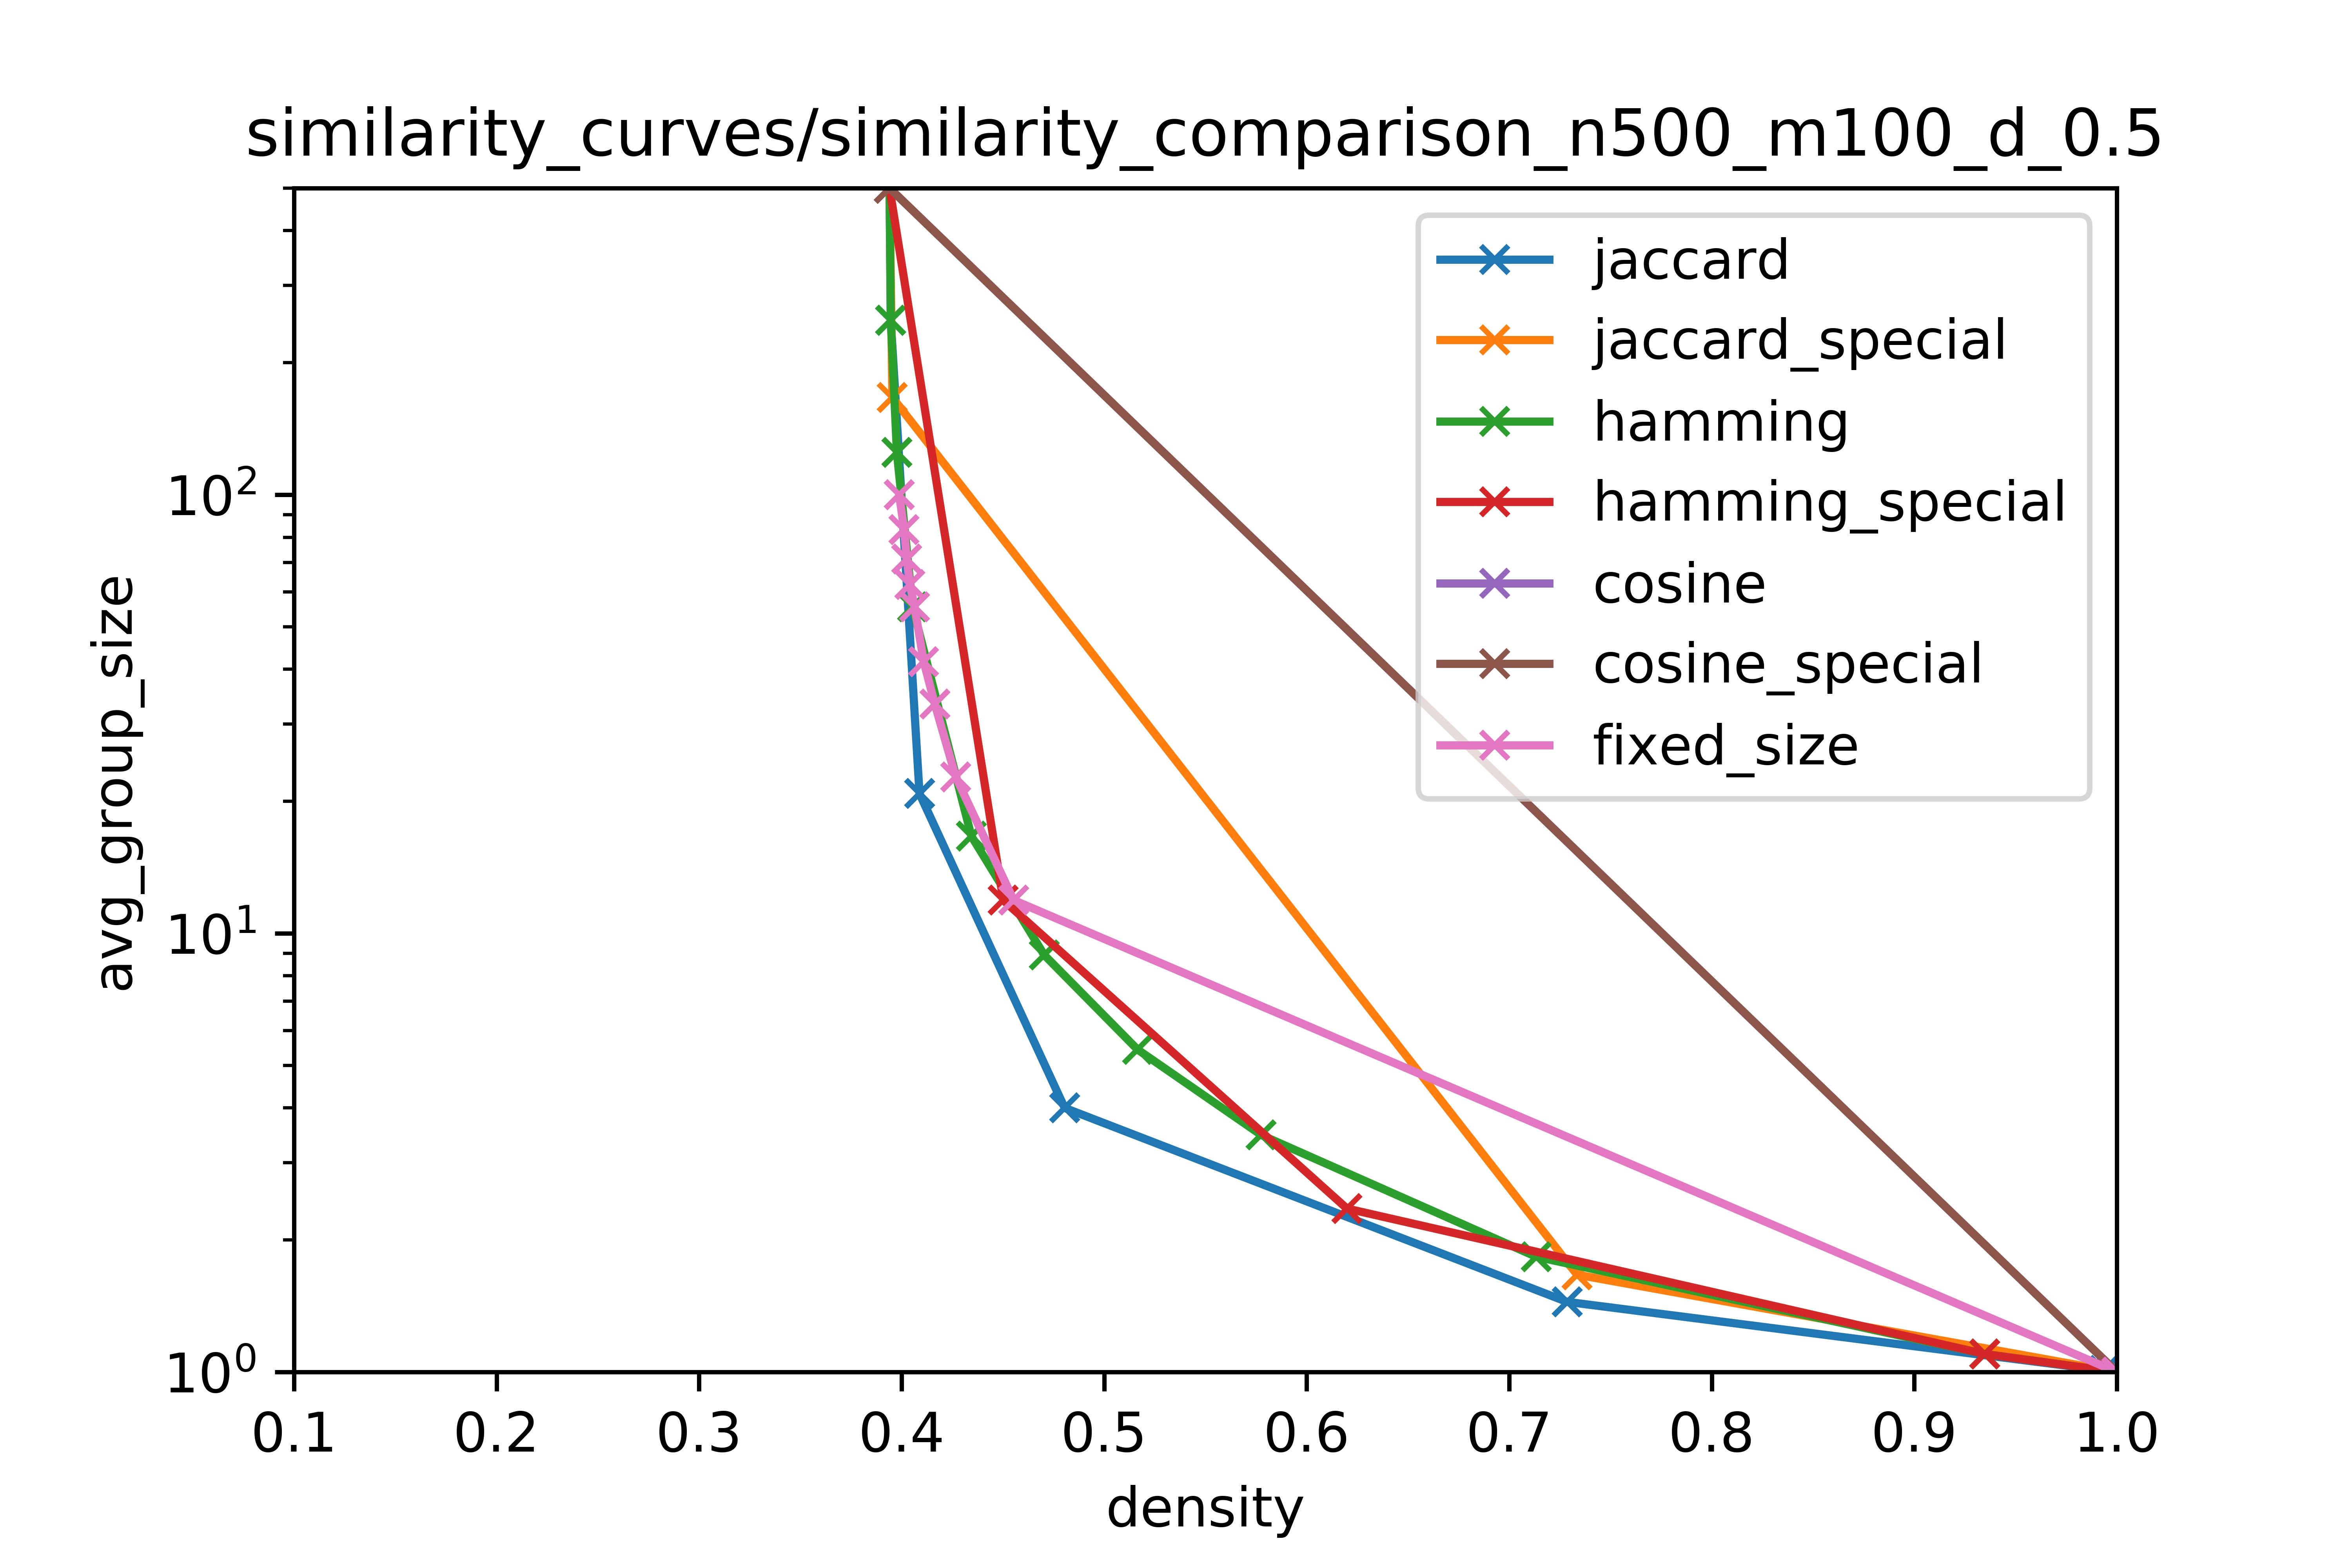 similarity_curves/similarity_comparison_n500_m100_d_0.5
avg_group_size
10²
10¹
10⁰
jaccard
jaccard_special
hamming
hamming_special
cosine
cosine_special
fixed_size
0.1 0.2 0.3 0.4 0.5 0.6 0.7 0.8 0.9 1.0
density